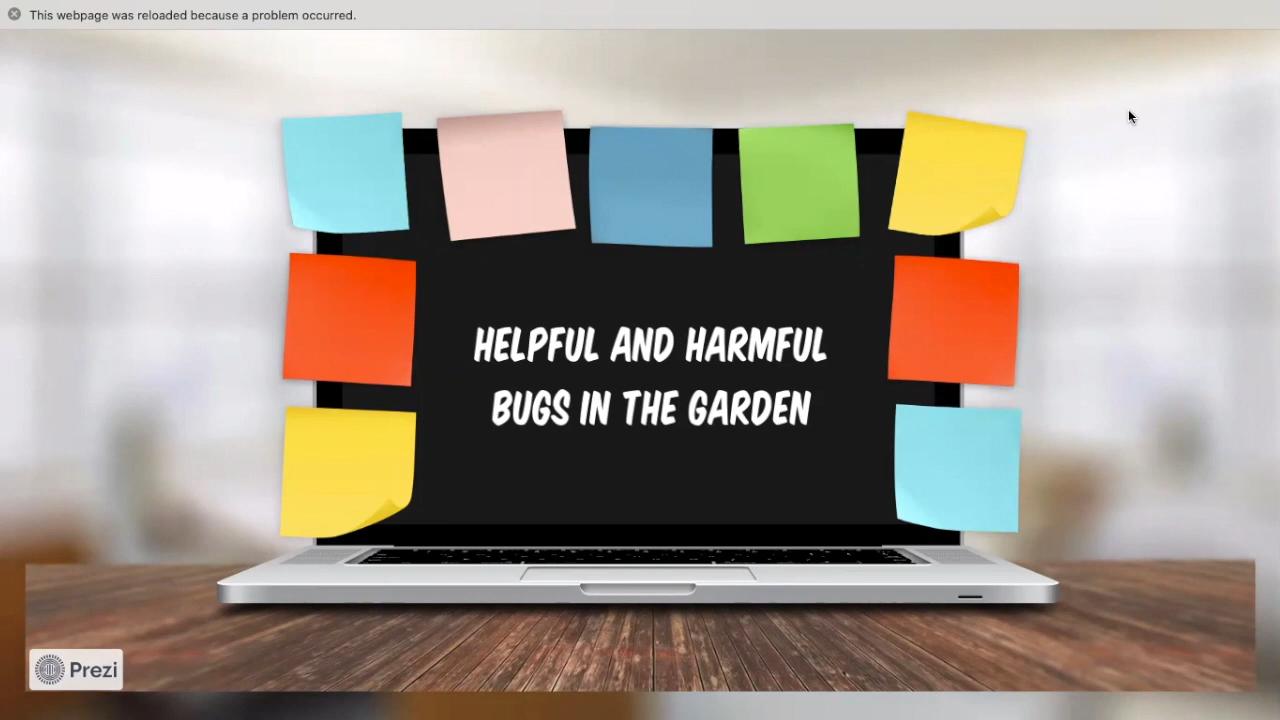 This webpage was reloaded because a problem occurred.
HELPFUL AND HARMFUL
BUGS IN THE GARDEN
Prezi